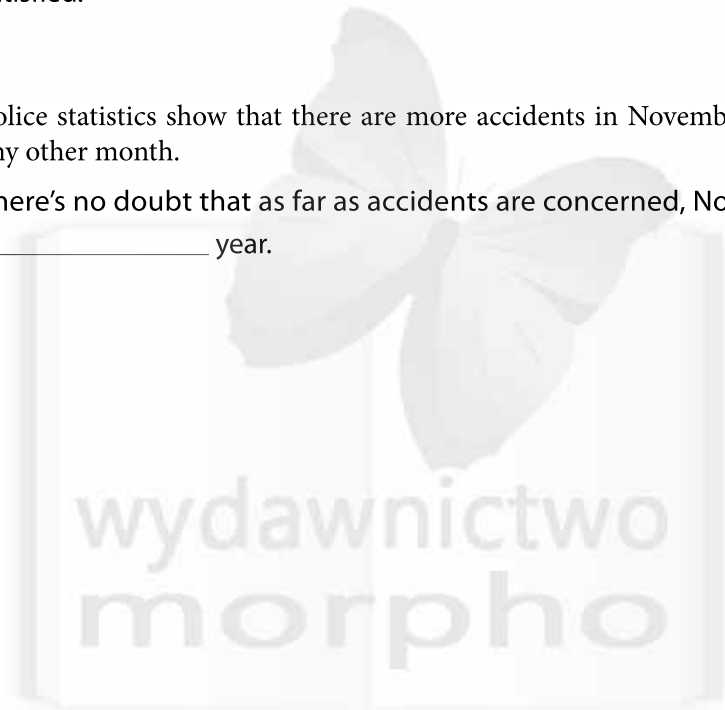 olice statistics show that there are more accidents in Novemb
ny other month.
here's no doubt that as far as accidents are concerned, No
year.
wydawnictwo
morpho